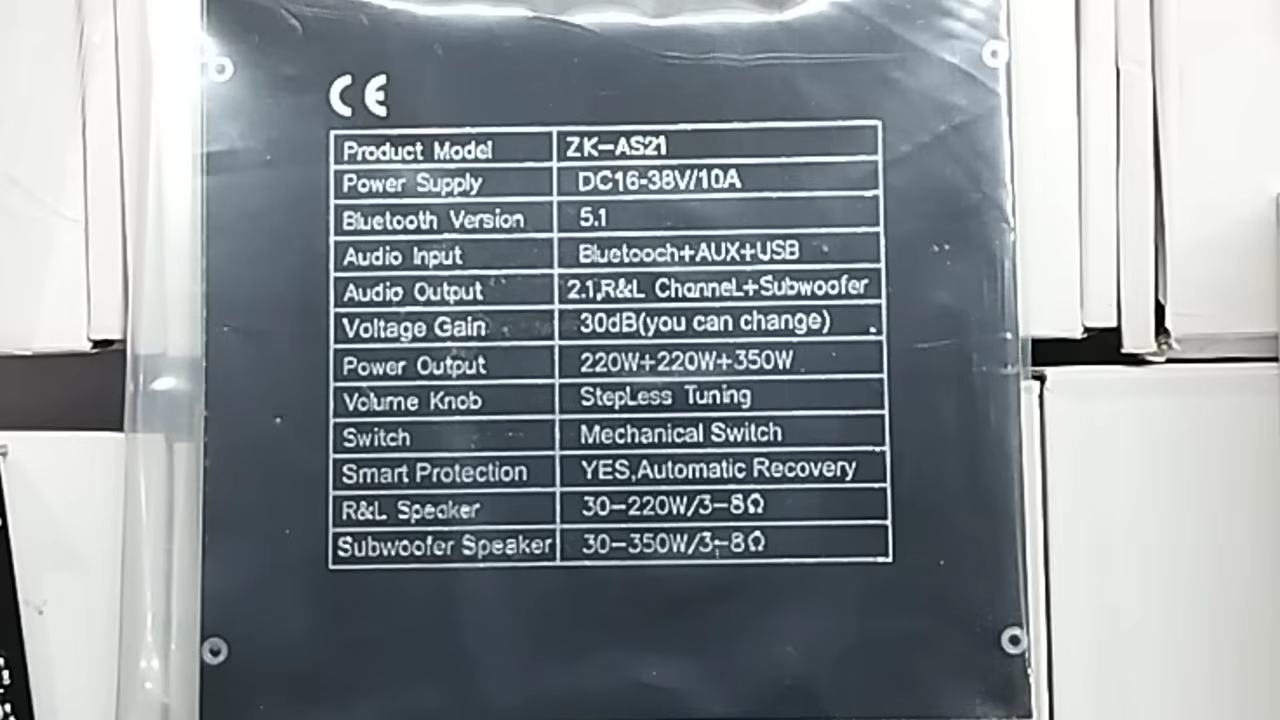 CE
Product Model ZK-AS21
Power Supply DC16-38V/10A
Bluetooth Version 5.1
Audio Input Bluetooch+AUX+USB
Audio Output 2.1,R&L ChanneL+Subwoofer
Voltage Gain 30dB(you can change)
Power Output 220W+220W+350W
Volume Knob StepLess Tuning
Switch Mechanical Switch
Smart Protection YES,Automatic Recovery
R&L Speaker 30-220W/3-8Ω
Subwoofer Speaker 30-350W/3-8Ω